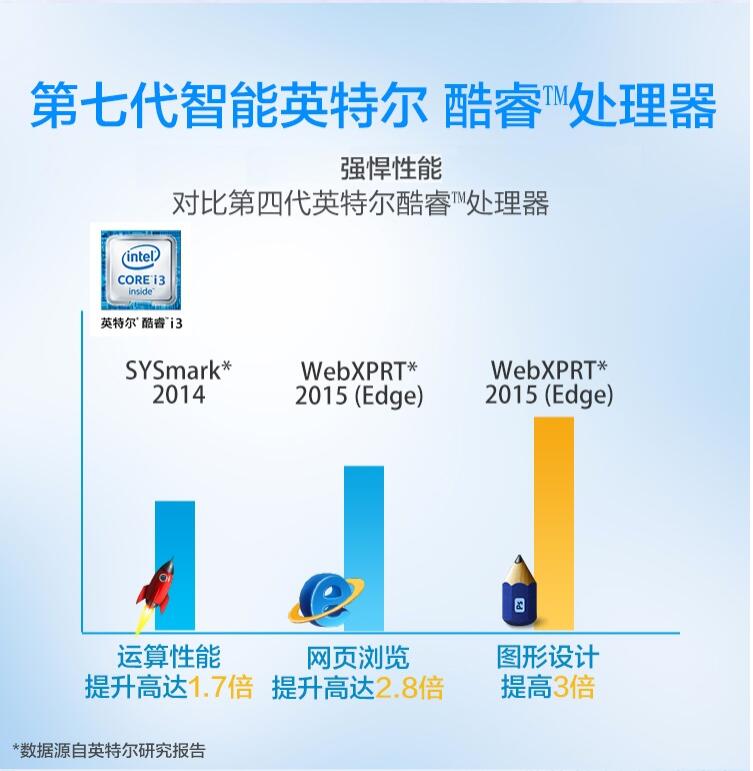 第七代智能英特尔 酷睿™处理器
强悍性能
对比第四代英特尔酷睿™处理器
intel
CORE i3
inside™
英特尔® 酷睿™ i3
SYSmark*
2014
WebXPRT*
2015 (Edge)
WebXPRT*
2015 (Edge)
运算性能
提升高达1.7倍
网页浏览
提升高达2.8倍
图形设计
提高3倍
*数据源自英特尔研究报告